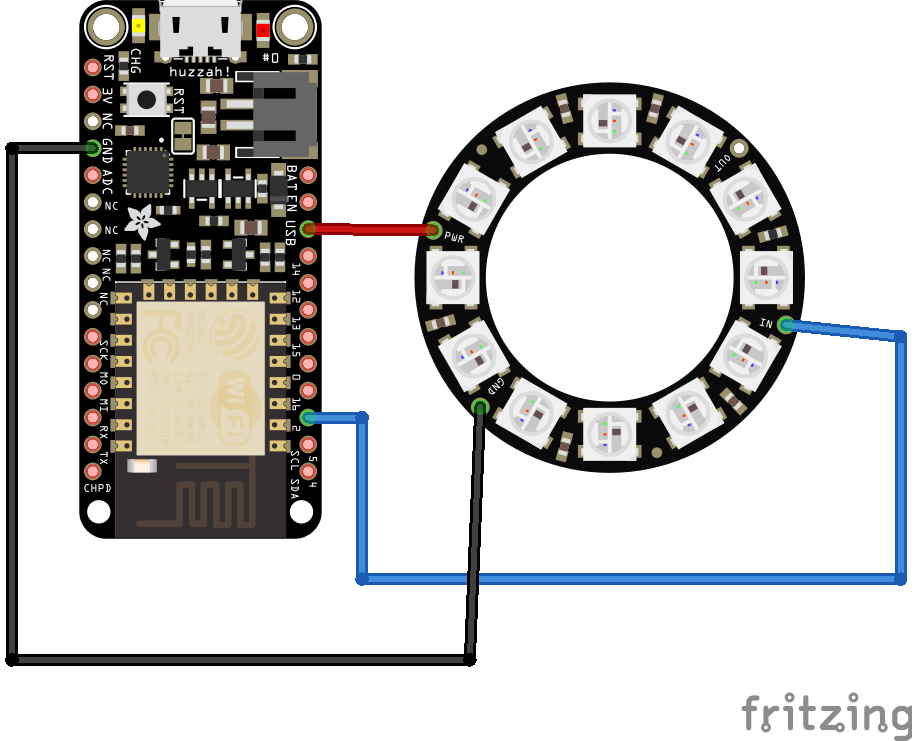 CHG
#0
huzzah!
RST
3V
NC
GND
ADC
NC
NC
NC
NC
NC
SCK
MO
MI
RX
TX
CHPD
RST
BAT
EN
USB
14
12
13
15
0
16
2
SCL
5
SDA
4
WiFi
FC
OUT
PWR
IN
GND
fritzing